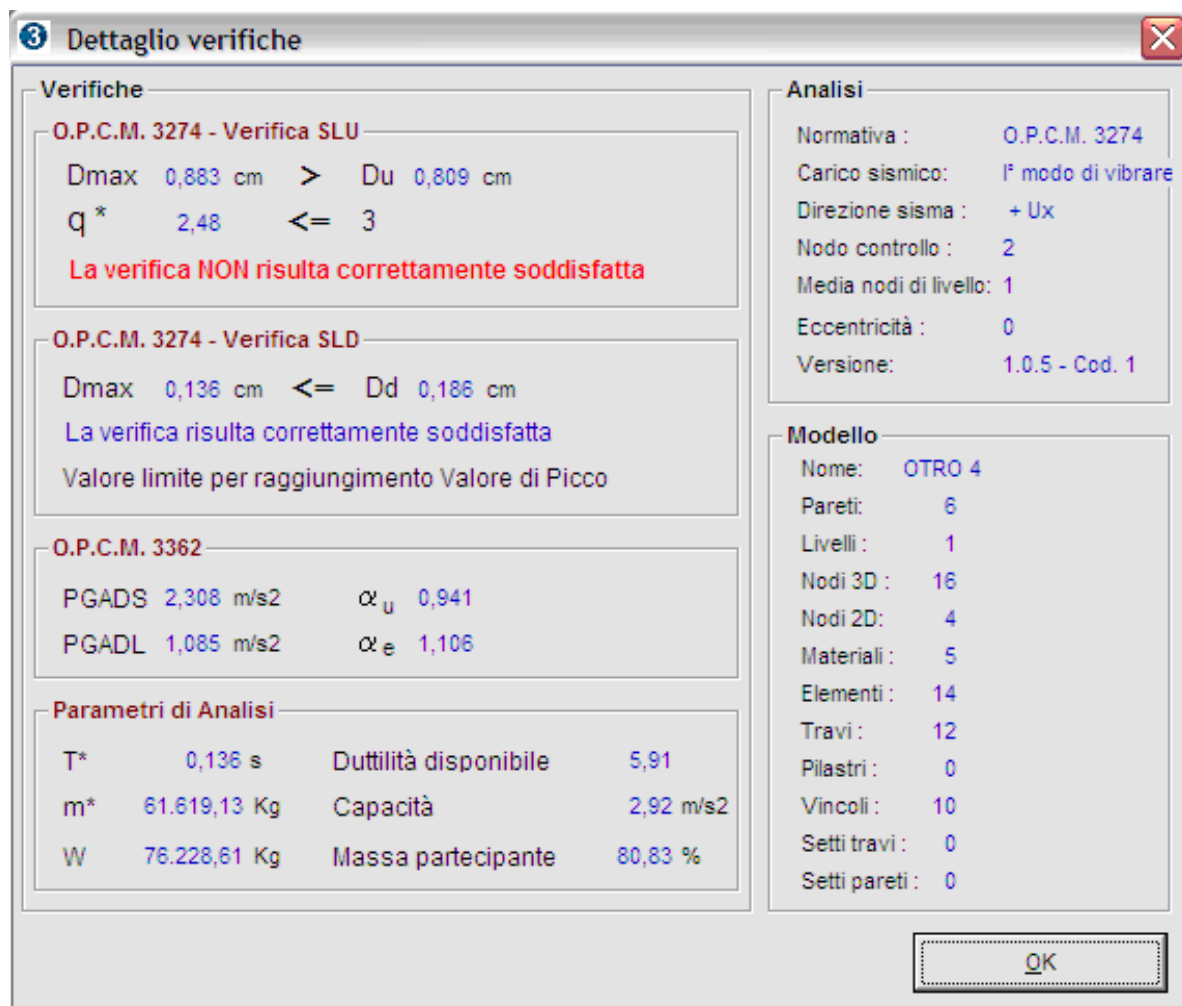 3 Dettaglio verifiche
Verifiche
O.P.C.M. 3274 - Verifica SLU
Dmax 0,883 cm > Du 0,809 cm
q * 2,48 <= 3
La verifica NON risulta correttamente soddisfatta
O.P.C.M. 3274 - Verifica SLD
Dmax 0,136 cm <= Dd 0,186 cm
La verifica risulta correttamente soddisfatta
Valore limite per raggiungimento Valore di Picco
O.P.C.M. 3362
PGADS 2,308 m/s2 α u 0,941
PGADL 1,085 m/s2 α e 1,106
Parametri di Analisi
T* 0,136 s Duttilità disponibile 5,91
m* 61.619,13 Kg Capacità 2,92 m/s2
W 76.228,61 Kg Massa partecipante 80,83 %
Analisi
Normativa : O.P.C.M. 3274
Carico sismico: I° modo di vibrare
Direzione sisma : + Ux
Nodo controllo : 2
Media nodi di livello: 1
Eccentricità : 0
Versione: 1.0.5 - Cod. 1
Modello
Nome: OTRO 4
Pareti: 6
Livelli : 1
Nodi 3D : 16
Nodi 2D: 4
Materiali : 5
Elementi : 14
Travi : 12
Pilastri : 0
Vincoli : 10
Setti travi : 0
Setti pareti : 0
OK